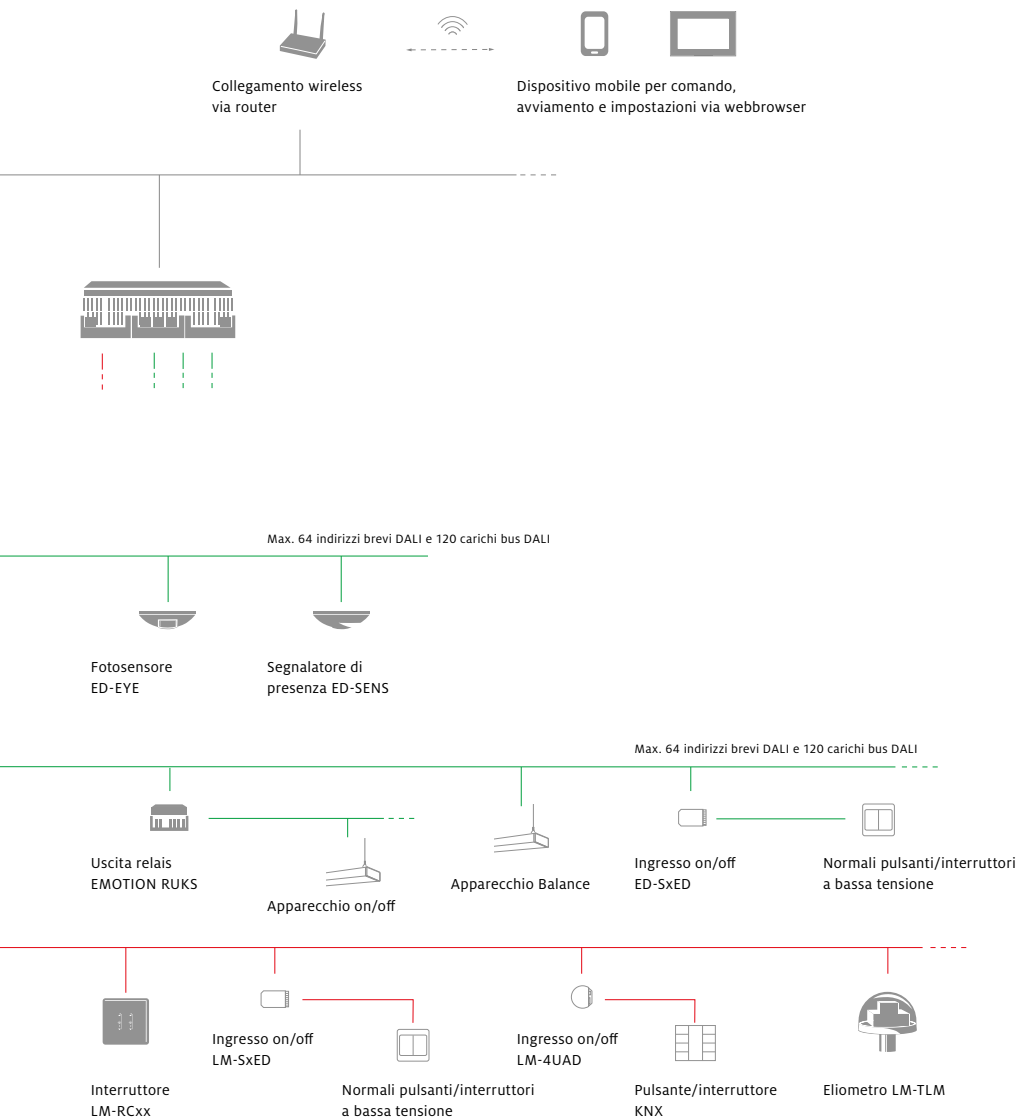 Collegamento wireless
via router
Dispositivo mobile per comando,
avviamento e impostazioni via webbrowser
Max. 64 indirizzi brevi DALI e 120 carichi bus DALI
Fotosensore
ED-EYE
Segnalatore di
presenza ED-SENS
Max. 64 indirizzi brevi DALI e 120 carichi bus DALI
Uscita relais
EMOTION RUKS
Apparecchio on/off
Apparecchio Balance
Ingresso on/off
ED-SxED
Normali pulsanti/interruttori
a bassa tensione
Interruttore
LM-RCxx
Ingresso on/off
LM-SxED
Normali pulsanti/interruttori
a bassa tensione
Ingresso on/off
LM-4UAD
Pulsante/interruttore
KNX
Eliometro LM-TLM